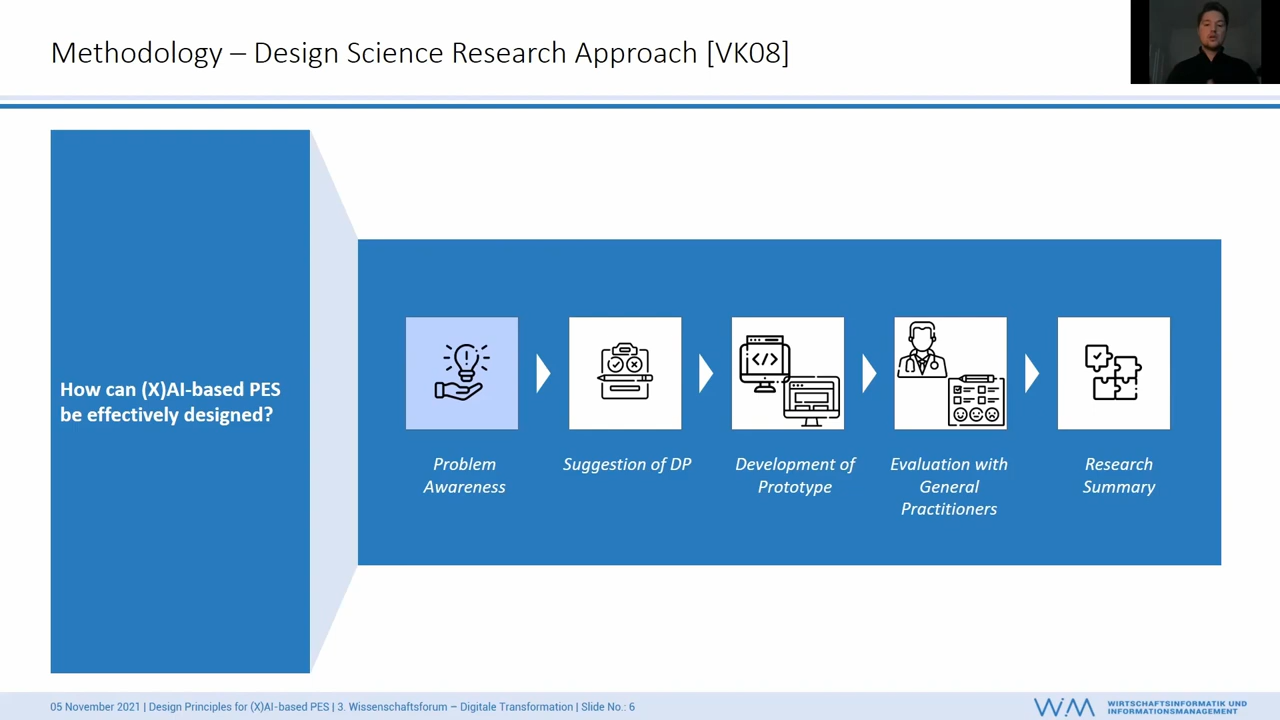 Methodology – Design Science Research Approach [VK08]
How can (X)AI-based PES
be effectively designed?
Problem
Awareness
Suggestion of DP
Development of
Prototype
Evaluation with
General
Practitioners
Research
Summary
05 November 2021 | Design Principles for (X)AI-based PES | 3. Wissenschaftsforum – Digitale Transformation | Slide No.: 6
WIM
WIRTSCHAFTSINFORMATIK UND
INFORMATIONSMANAGEMENT